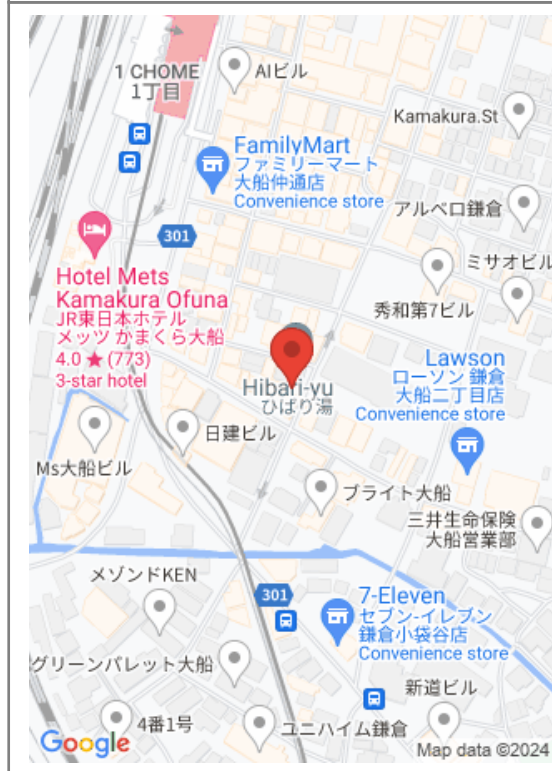 1 CHOME
1丁目
AIビル
Kamakura.St
FamilyMart
ファミリーマート
大船仲通店
Convenience store
アルベロ鎌倉
301
ミサオビル
Hotel Mets
Kamakura Ofuna
JR東日本ホテル
メッツ かまくら大船
4.0 ★ (773)
3-star hotel
秀和第7ビル
Lawson
ローソン 鎌倉
大船二丁目店
Convenience store
Hibari-yu
ひばり湯
日建ビル
Ms大船ビル
ブライト大船
三井生命保険
大船営業部
メゾンドKEN
301
7-Eleven
セブン-イレブン
鎌倉小袋谷店
Convenience store
グリーンパレット大船
新道ビル
4番1号
ユニハイム鎌倉
Google
Map data ©2024